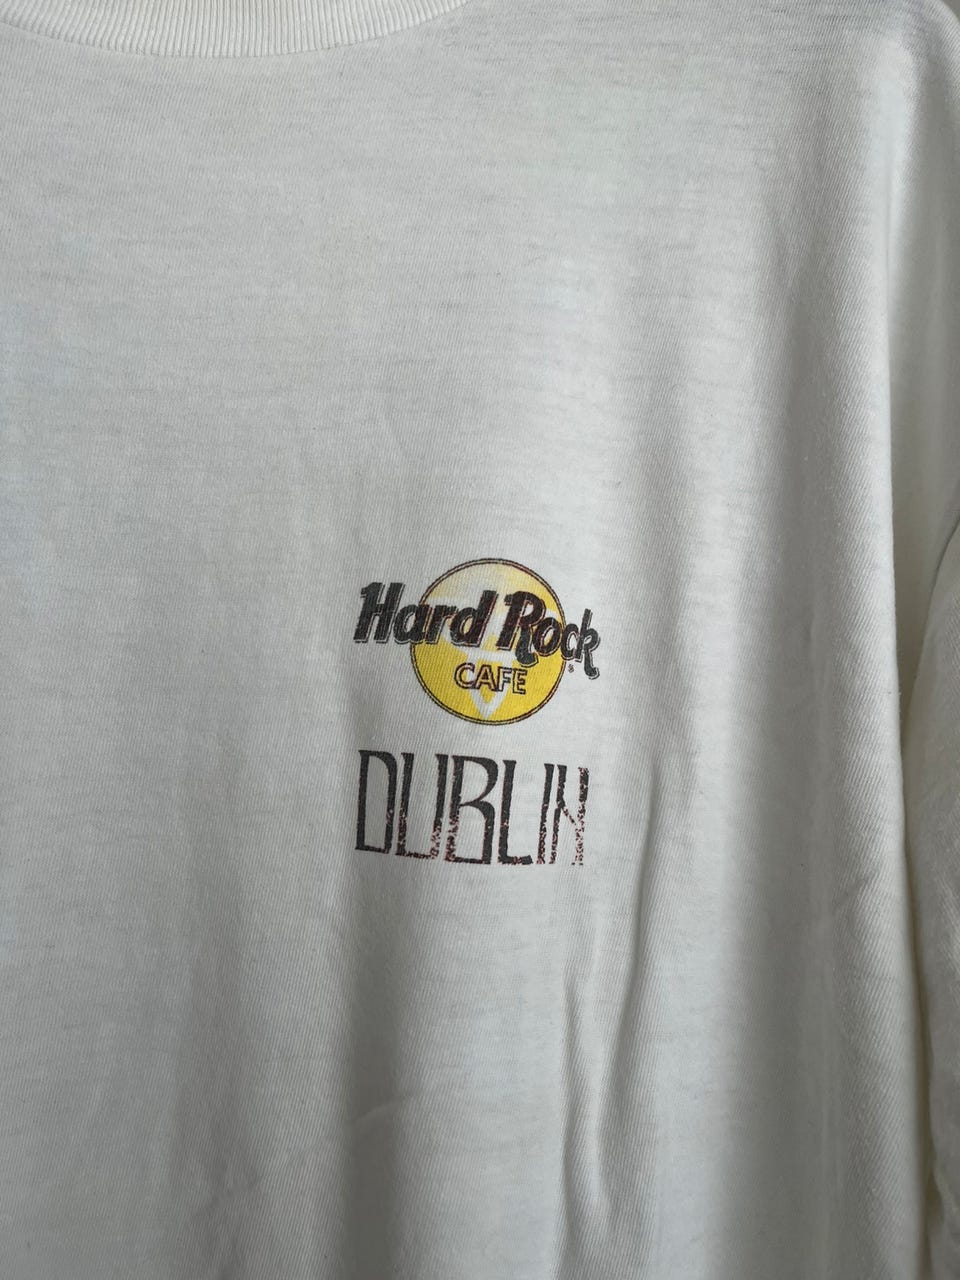 Hard Rock
CAFE
®
DUBLIN